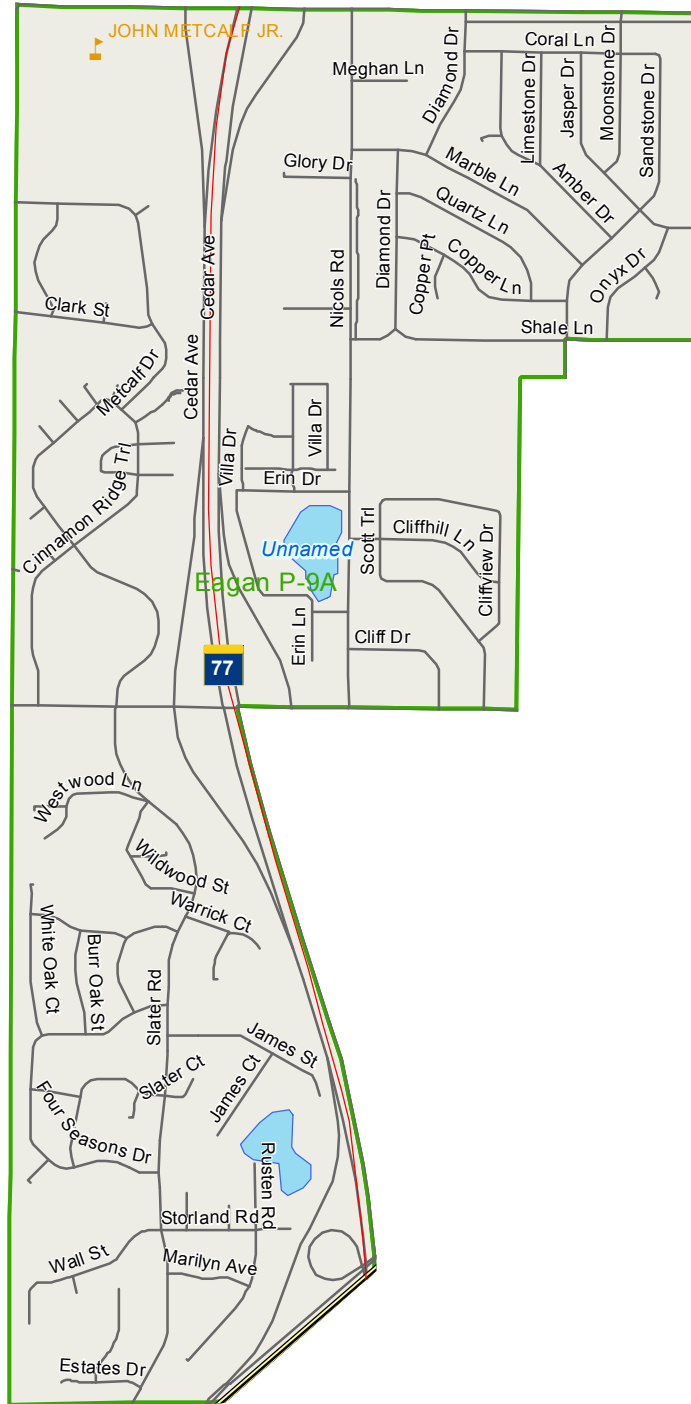 JOHN METCALF JR.
Coral Ln
Meghan Ln
Diamond Dr
Limestone Dr
Jasper Dr
Moonstone Dr
Sandstone Dr
Glory Dr
Marble Ln
Amber Dr
Quartz Ln
Diamond Dr
Copper Pt
Copper Ln
Onyx Dr
Nicols Rd
Cedar Ave
Clark St
Shale Ln
Cedar Ave
Metcalf Dr
Villa Dr
Villa Dr
Cinnamon Ridge Trl
Erin Dr
Scott Trl
Cliffhill Ln
Cliffview Dr
Unnamed
Eagan P-9A
Erin Ln
Cliff Dr
77
Westwood Ln
Wildwood St
Warrick Ct
White Oak Ct
Burr Oak St
Slater Rd
James St
Slater Ct
James Ct
Four Seasons Dr
Rusten Rd
Storland Rd
Wall St
Marilyn Ave
Estates Dr